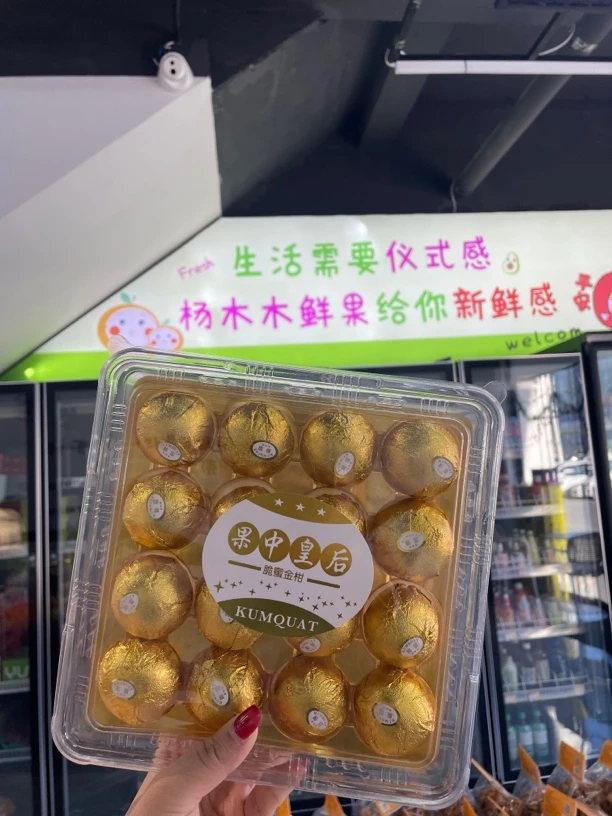 Fresh
生活需要仪式感
杨木木鲜果给你新鲜感
welcom
果中皇后
脆蜜金柑
KUMQUAT